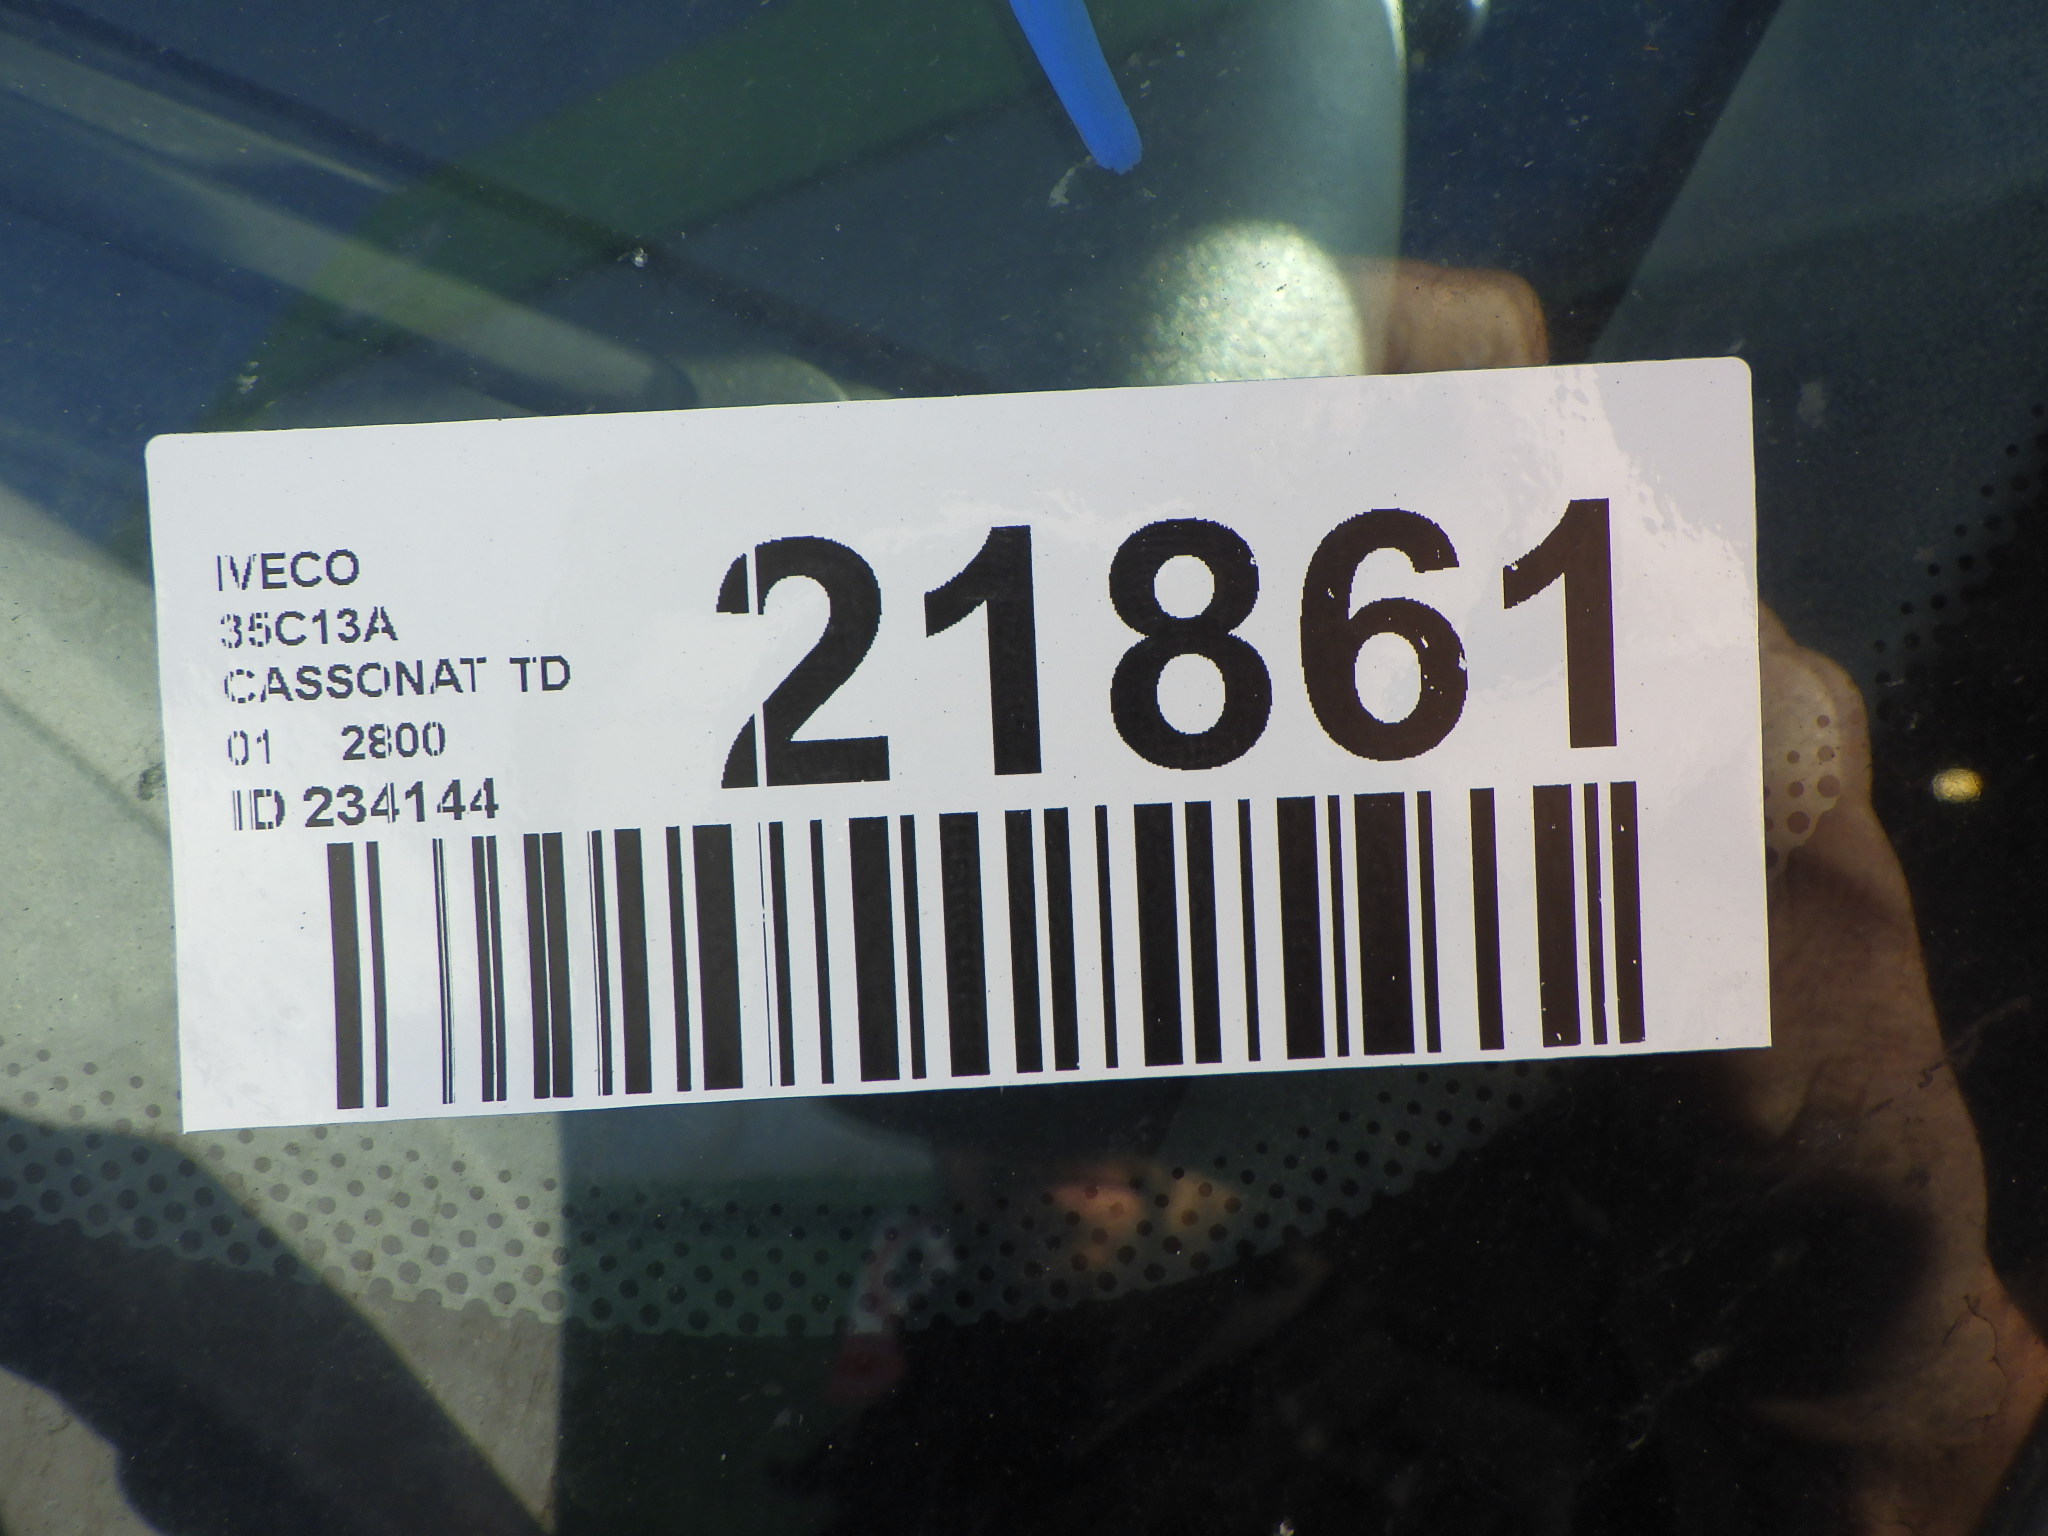 IVECO
35C13A
CASSONAT TD
01 2800
ID 234144
21861